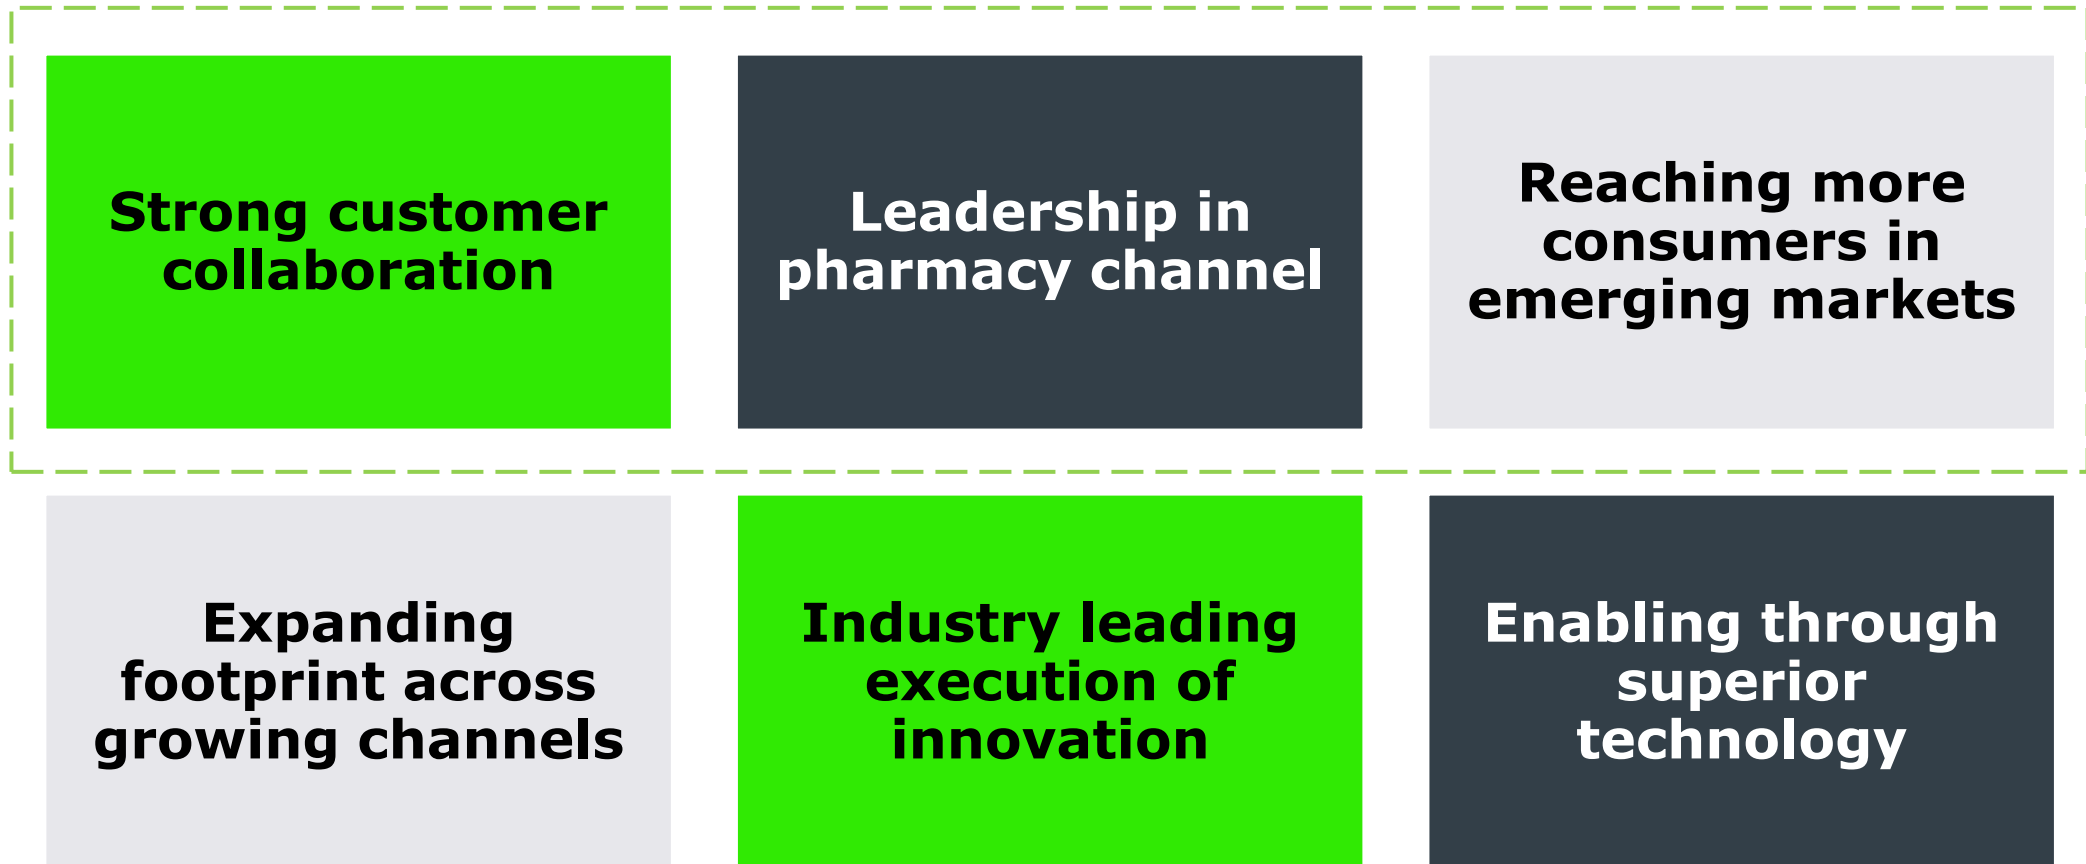 Strong customer
collaboration
Leadership in
pharmacy channel
Reaching more
consumers in
emerging markets
Expanding
footprint across
growing channels
Industry leading
execution of
innovation
Enabling through
superior
technology